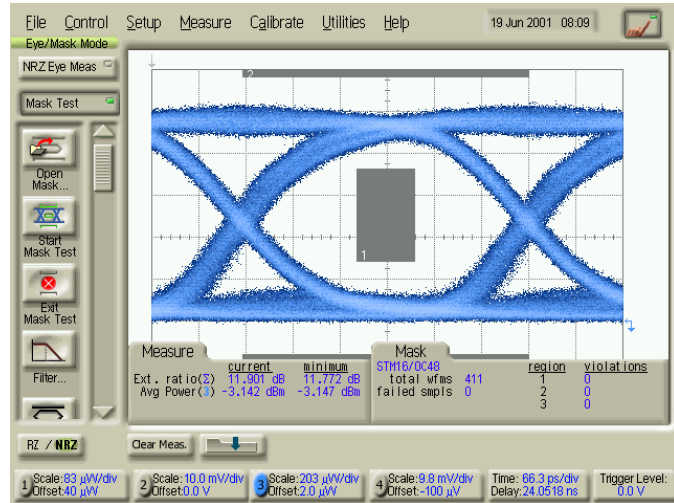 File Control Setup Measure Calibrate Utilities Help 19 Jun 2001 08:09
Eye/Mask Mode
NRZ Eye Meas
Mask Test
Open
Mask...
Start
Mask Test
Exit
Mask Test
Filter...
2
1
Measure
current minimum
Ext. ratio(Σ) 11.901 dB 11.772 dB
Avg Power(3) -3.142 dBm -3.147 dBm
Mask
STM16/OC48
total wfms 411
failed smpls 0
region violations
1 0
2 0
3 0
RZ / NRZ
Clear Meas.
1 Scale:83 µW/div
Offset:40 µW
2 Scale:10.0 mV/div
Offset:0.0 V
3 Scale:203 µW/div
Offset:2.0 µW
4 Scale:9.8 mV/div
Offset:-100 µV
Time: 66.3 ps/div
Delay:24.0518 ns
Trigger Level:
0.0 V